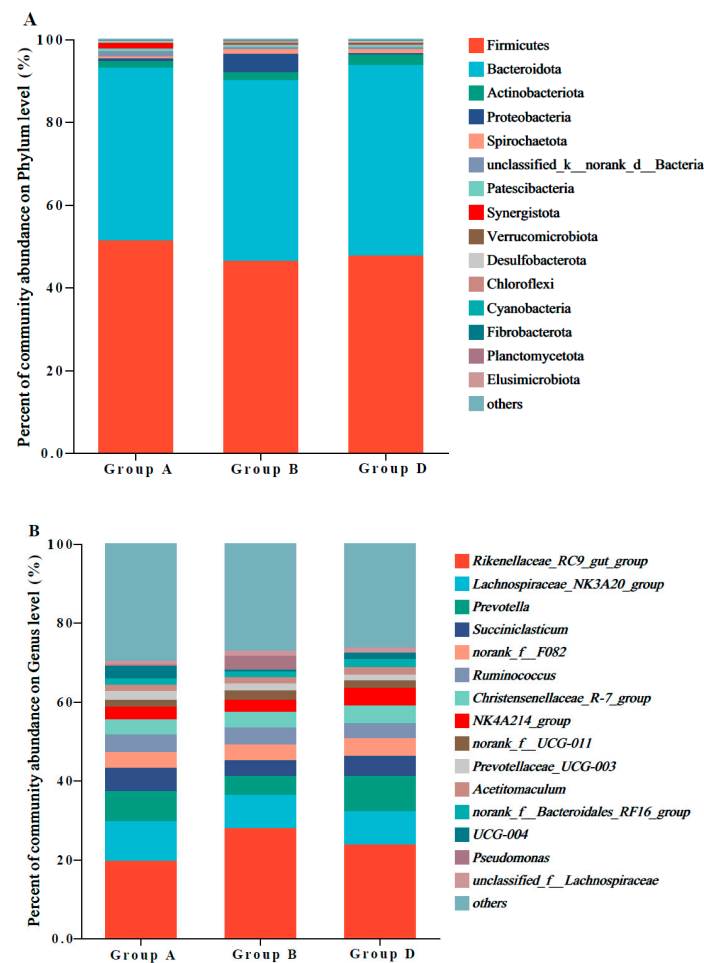 A
Percent of community abundance on Phylum level (%)
100
80
60
40
20
0.0
Group A
Group B
Group D
Firmicutes
Bacteroidota
Actinobacteriota
Proteobacteria
Spirochaetota
unclassified_k__norank_d__Bacteria
Patescibacteria
Synergistota
Verrucomicrobiota
Desulfobacterota
Chloroflexi
Cyanobacteria
Fibrobacterota
Planctomycetota
Elusimicrobiota
others
B
Percent of community abundance on Genus level (%)
100
80
60
40
20
0.0
Group A
Group B
Group D
Rikenellaceae_RC9_gut_group
Lachnospiraceae_NK3A20_group
Prevotella
Succiniclasticum
norank_f__F082
Ruminococcus
Christensenellaceae_R-7_group
NK4A214_group
norank_f__UCG-011
Prevotellaceae_UCG-003
Acetitomaculum
norank_f__Bacteroidales_RF16_group
UCG-004
Pseudomonas
unclassified_f__Lachnospiraceae
others